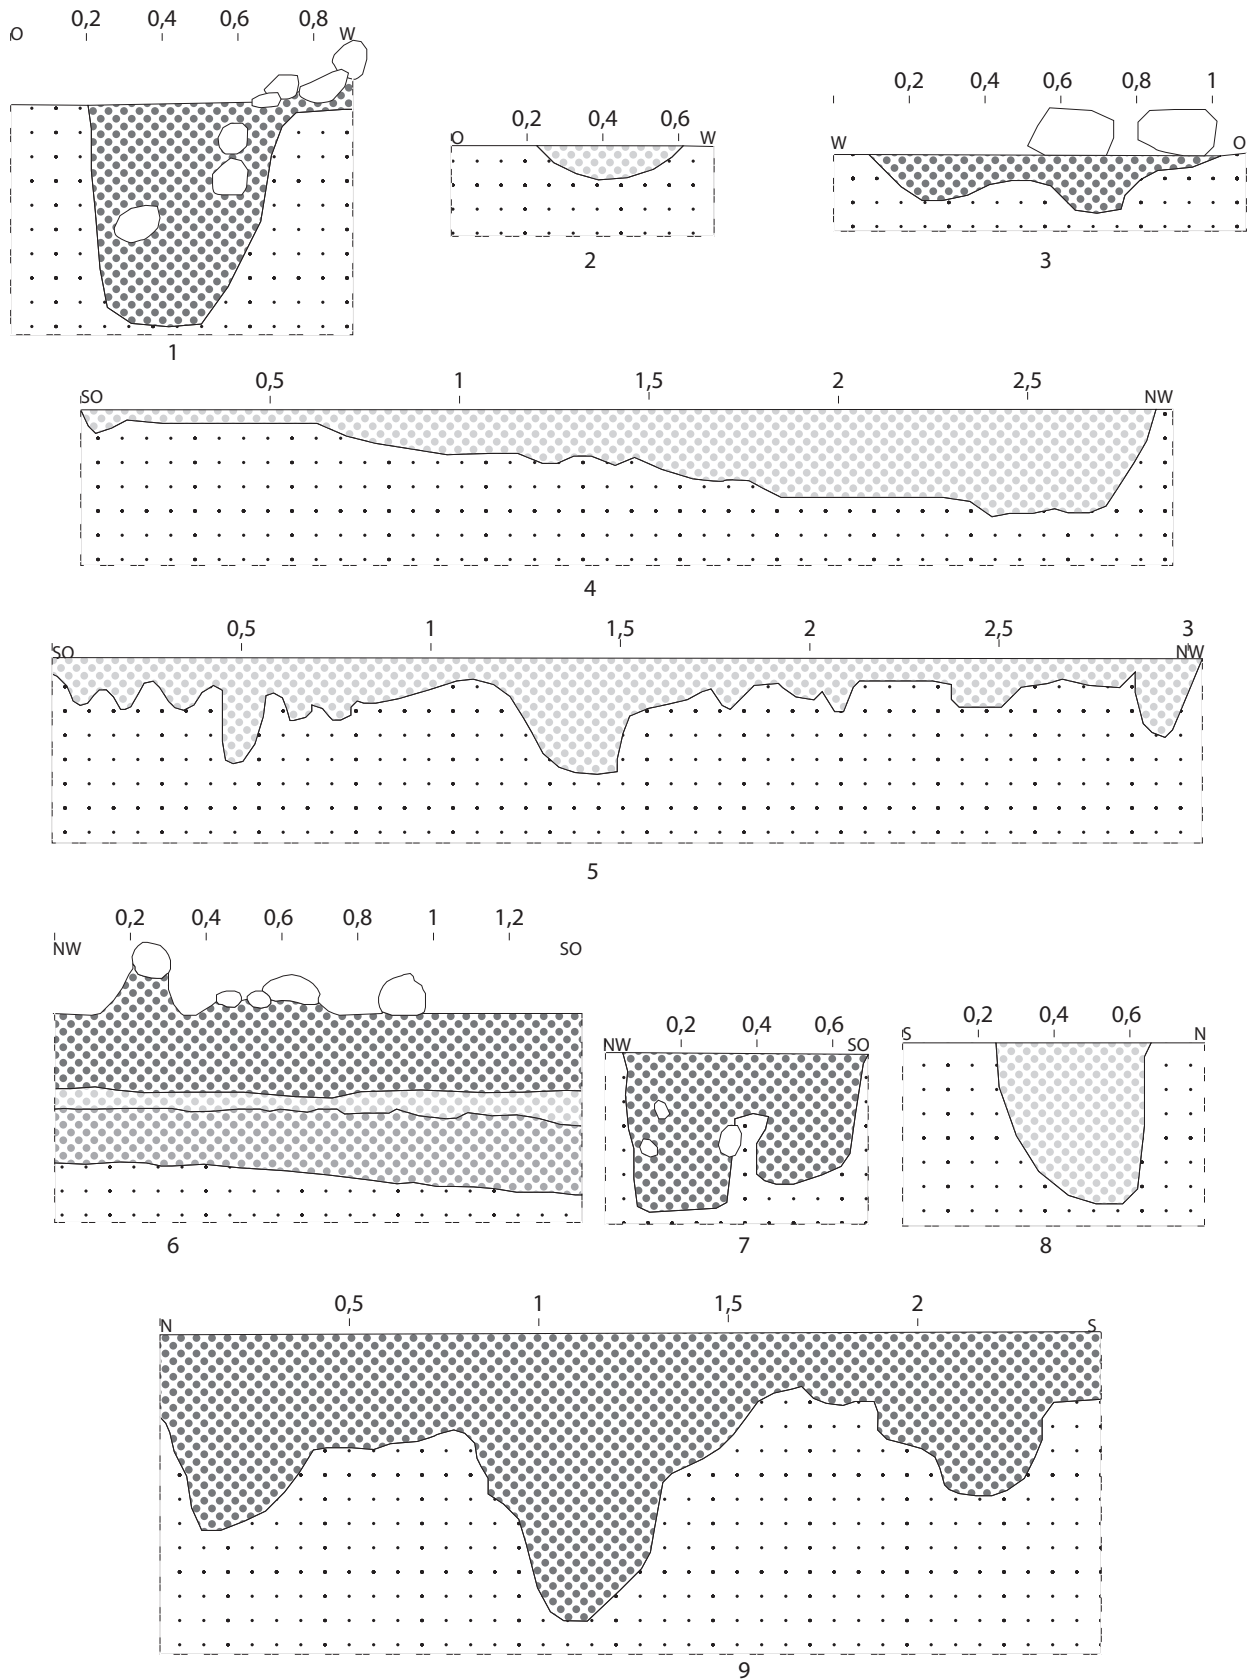 0,2 0,4 0,6 0,8
O W
1
0,2 0,4 0,6
O W
2
0,2 0,4 0,6 0,8 1
W O
3
0,5 1 1,5 2 2,5
SO NW
4
0,5 1 1,5 2 2,5 3
SO NW
5
0,2 0,4 0,6 0,8 1 1,2
NW SO
6
0,2 0,4 0,6
NW SO
7
0,2 0,4 0,6
S N
8
0,5 1 1,5 2
N S
9